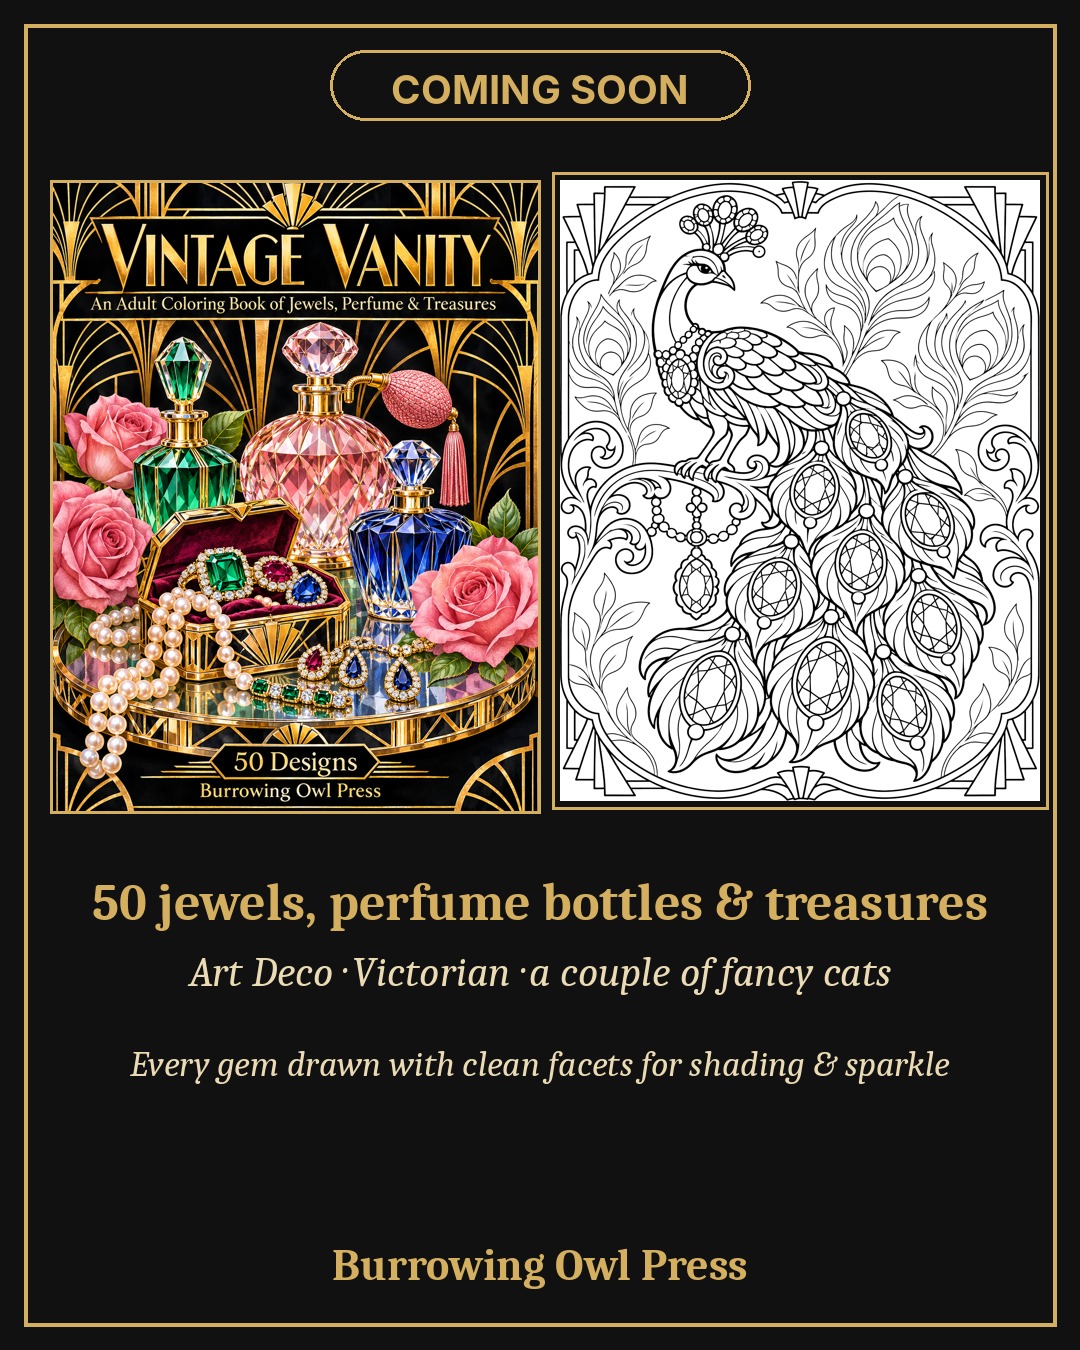 COMING SOON
VINTAGE VANITY
An Adult Coloring Book of Jewels, Perfume & Treasures
50 Designs
Burrowing Owl Press
50 jewels, perfume bottles & treasures
Art Deco · Victorian · a couple of fancy cats
Every gem drawn with clean facets for shading & sparkle
Burrowing Owl Press